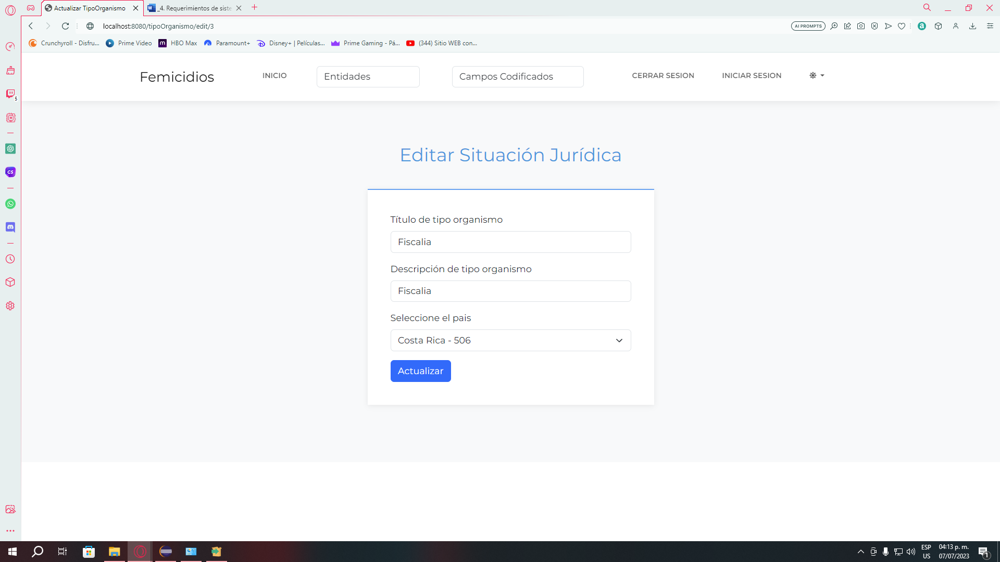 Actualizar TipoOrganismo
_4. Requerimientos de siste
localhost:8080/tipoOrganismo/edit/3
AI PROMPTS
Crunchyroll - Disfru...
Prime Video
HBO Max
Paramount+
Disney+ | Películas...
Prime Gaming - Pá...
(344) Sitio WEB con...
Femicidios
INICIO
Entidades
Campos Codificados
CERRAR SESION
INICIAR SESION
5
Editar Situación Jurídica
Título de tipo organismo
Fiscalia
Descripción de tipo organismo
Fiscalia
Seleccione el pais
Costa Rica - 506
Actualizar
ESP
US
04:13 p. m.
07/07/2023
1